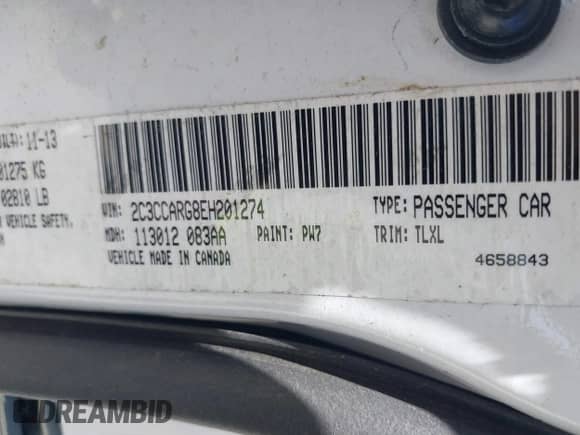 11-13
01275 KG
02810 LB
VEHICLE SAFETY,
VIN: 2C3CCARG8EH201274 TYPE: PASSENGER CAR
MDH: 113012 083AA PAINT: PW7 TRIM: TLXL
VEHICLE MADE IN CANADA 4658843
DREAMBID